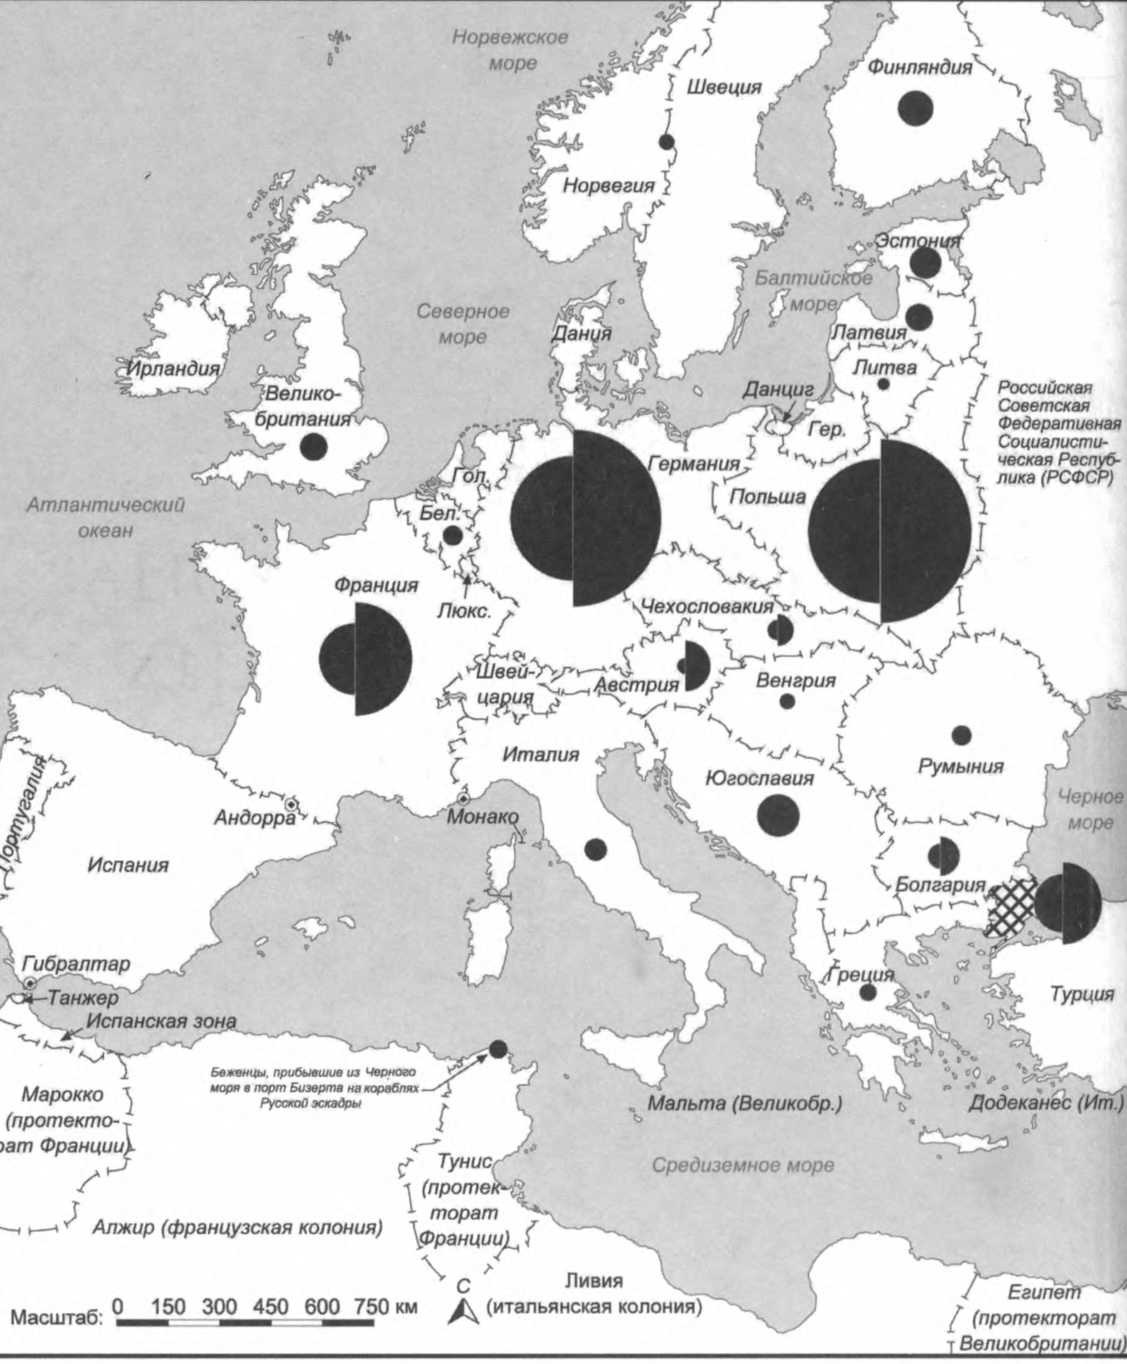 Норвежское
море
Финляндия
Швеция
Норвегия
Эстония
Балтийское
море
Северное
море
Дания
Латвия
Ирландия
Литва
Велико-
британия
Данциг
Российская
Советская
Федеративная
Социалисти-
ческая Респуб-
лика (РСФСР)
Гер.
Германия
Гол.
Польша
Атлантический
океан
Бел.
Франция
Люкс.
Чехословакия
Швей-
цария
Австрия
Венгрия
Италия
Румыния
Югославия
Португалия
Черное
море
Андорра
Монако
Испания
Болгария
Гибралтар
Греция
Танжер
Турция
Испанская зона
Беженцы, прибывшие из Черного
моря в порт Бизерта на кораблях
Русской эскадры
Марокко
(протекто-
рат Франции)
Мальта (Великобр.)
Додеканес (Ит.)
Средиземное море
Тунис
(протек-
торат
Франции)
Алжир (французская колония)
С
Ливия
(итальянская колония)
Масштаб: 0 150 300 450 600 750 км
Египет
(протекторат
Великобритании)